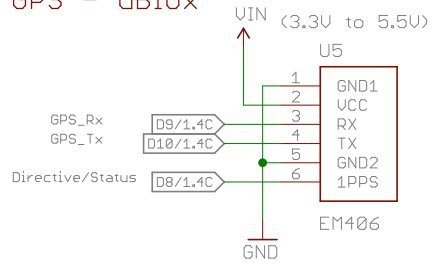 GPS - UBlox
VIN (3.3V to 5.5V)
U5
1 GND1
2 VCC
GPS_Rx D9/1.4C 3 RX
GPS_Tx D10/1.4C 4 TX
5 GND2
Directive/Status D8/1.4C 6 1PPS
EM406
GND